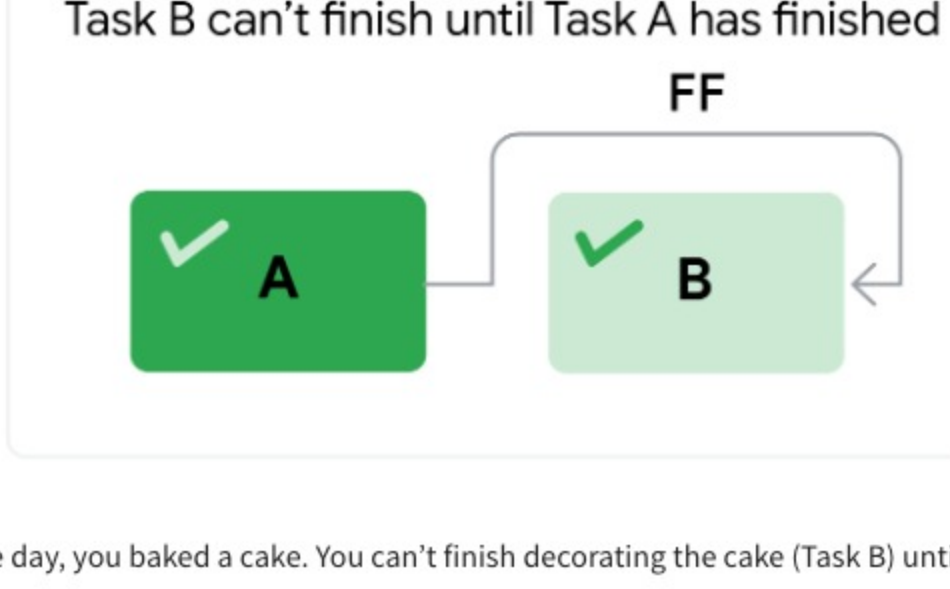 Task B can’t finish until Task A has finished
FF
A
B
day, you baked a cake. You can’t finish decorating the cake (Task B)